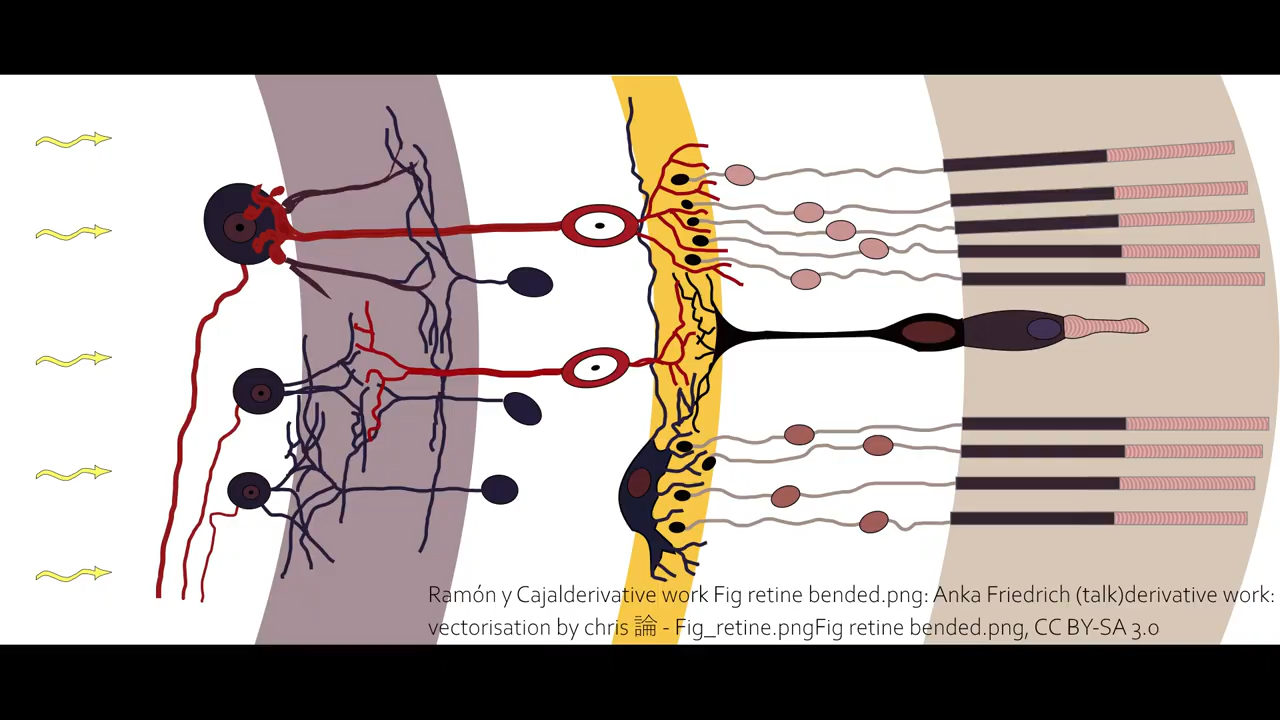 Ramón y Cajalderivative work Fig retine bended.png: Anka Friedrich (talk)derivative work:
vectorisation by chris 論 - Fig_retine.pngFig retine bended.png, CC BY-SA 3.0